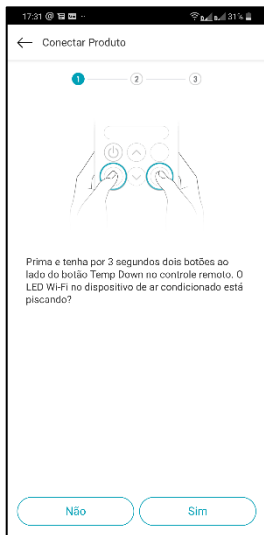 17:31
31%
Conectar Produto
1 2 3
Prima e tenha por 3 segundos dois botões ao
lado do botão Temp Down no controle remoto. O
LED Wi-Fi no dispositivo de ar condicionado está
piscando?
Não
Sim